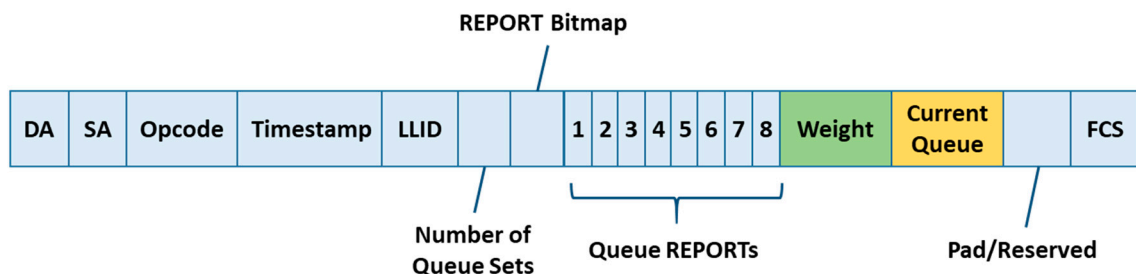 REPORT Bitmap
DA SA Opcode Timestamp LLID 1 2 3 4 5 6 7 8 Weight Current Queue FCS
Number of Queue Sets
Queue REPORTs
Pad/Reserved